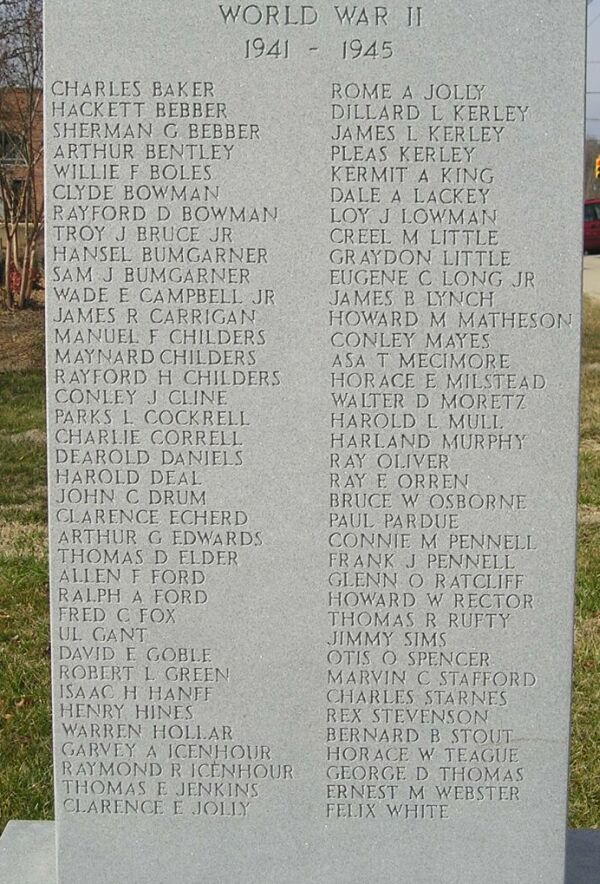 WORLD WAR II
1941 - 1945
CHARLES BAKER
HACKETT BEBBER
SHERMAN G BEBBER
ARTHUR BENTLEY
WILLIE F BOLES
CLYDE BOWMAN
RAYFORD D BOWMAN
TROY J BRUCE JR
HANSEL BUMGARNER
SAM J BUMGARNER
WADE E CAMPBELL JR
JAMES R CARRIGAN
MANUEL F CHILDERS
MAYNARD CHILDERS
RAYFORD H CHILDERS
CONLEY J CLINE
PARKS L COCKRELL
CHARLIE CORRELL
DEAROLD DANIELS
HAROLD DEAL
JOHN C DRUM
CLARENCE ECHERD
ARTHUR G EDWARDS
THOMAS D ELDER
ALLEN F FORD
RALPH A FORD
FRED C FOX
UL GANT
DAVID E GOBLE
ROBERT L GREEN
ISAAC H HANFF
HENRY HINES
WARREN HOLLAR
GARVEY A ICENHOUR
RAYMOND R ICENHOUR
THOMAS E JENKINS
CLARENCE E JOLLY
ROME A JOLLY
DILLARD L KERLEY
JAMES L KERLEY
PLEAS KERLEY
KERMIT A KING
DALE A LACKEY
LOY J LOWMAN
CREEL M LITTLE
GRAYDON LITTLE
EUGENE C LONG JR
JAMES B LYNCH
HOWARD M MATHESON
CONLEY MAYES
ASA T MECIMORE
HORACE E MILSTEAD
WALTER D MORETZ
HAROLD L MULL
HARLAND MURPHY
RAY OLIVER
RAY E ORREN
BRUCE W OSBORNE
PAUL PARDUE
CONNIE M PENNELL
FRANK J PENNELL
GLENN O RATCLIFF
HOWARD W RECTOR
THOMAS R RUFTY
JIMMY SIMS
OTIS O SPENCER
MARVIN C STAFFORD
CHARLES STARNES
REX STEVENSON
BERNARD B STOUT
HORACE W TEAGUE
GEORGE D THOMAS
ERNEST M WEBSTER
FELIX WHITE